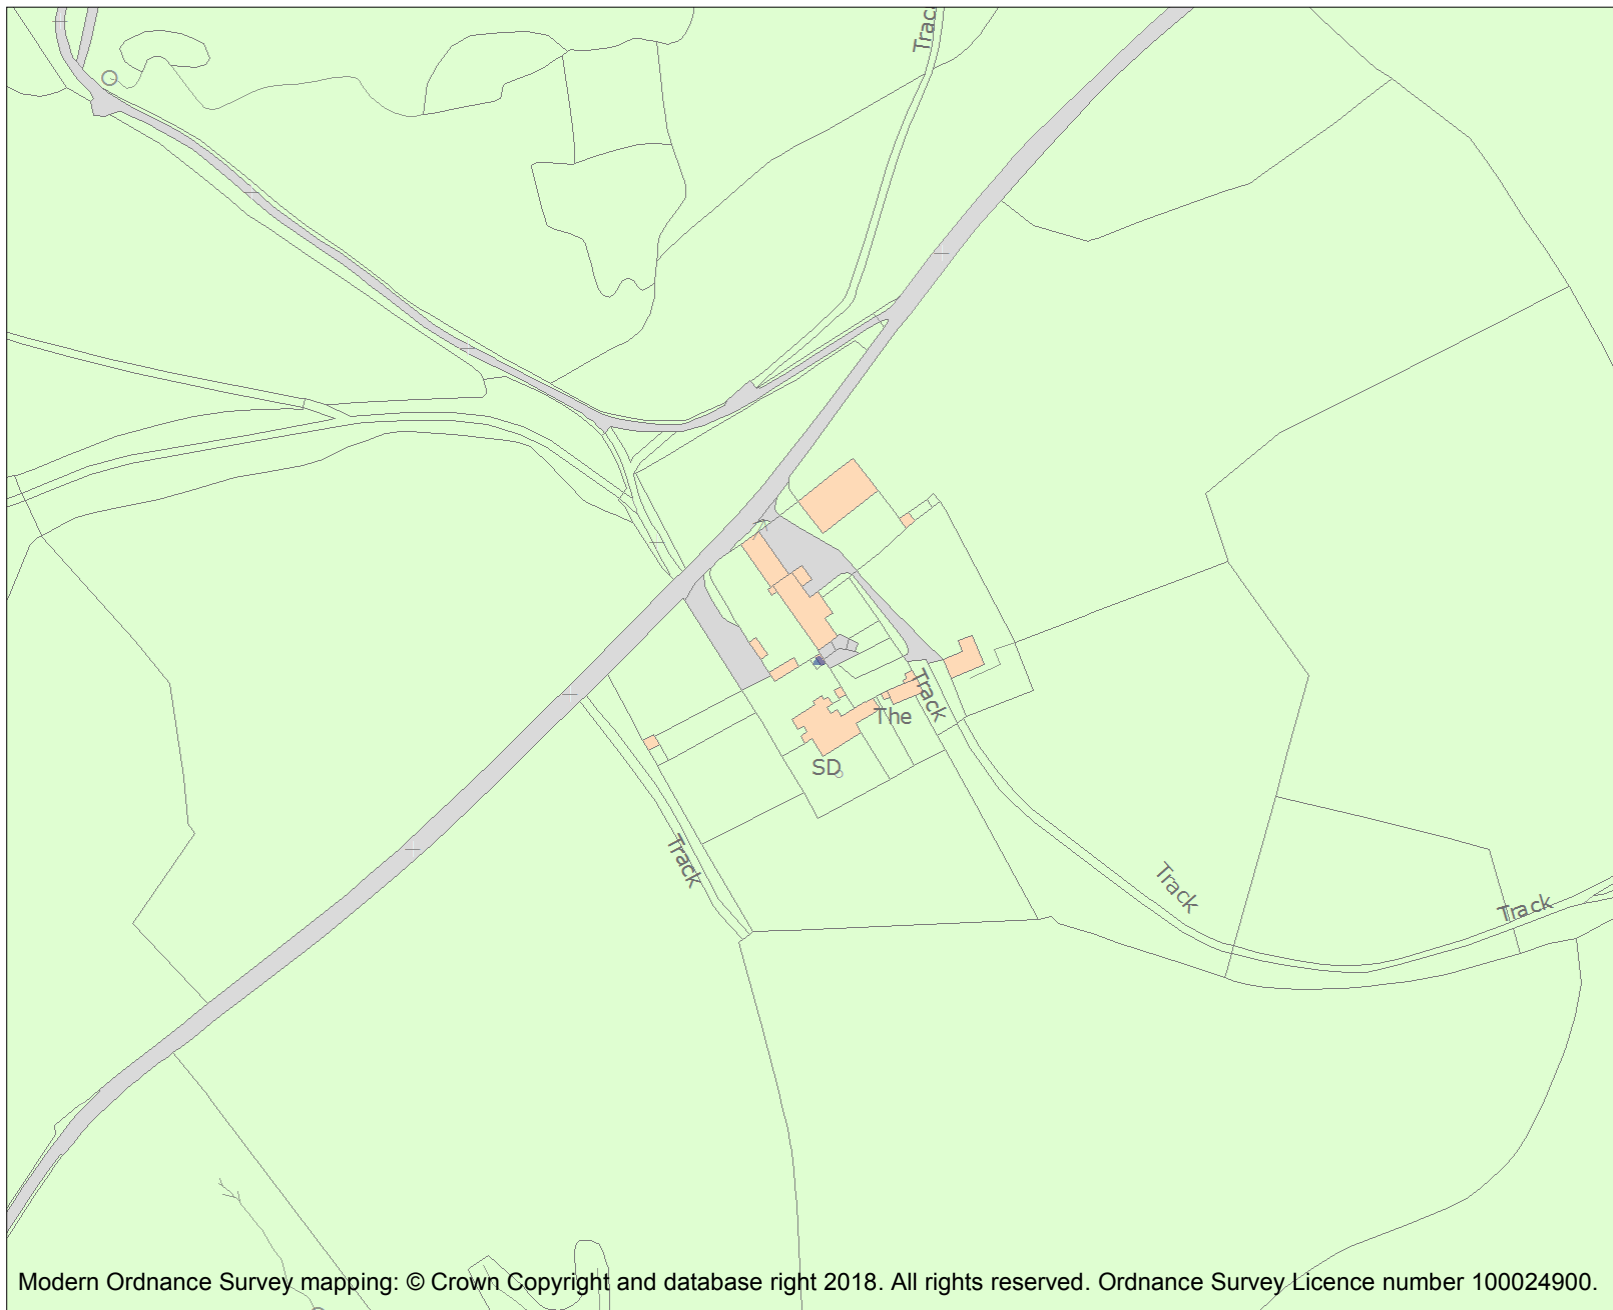 Trac
The
Track
SD
Track
Track
Track
Modern Ordnance Survey mapping: © Crown Copyright and database right 2018. All rights reserved. Ordnance Survey Licence number 100024900.